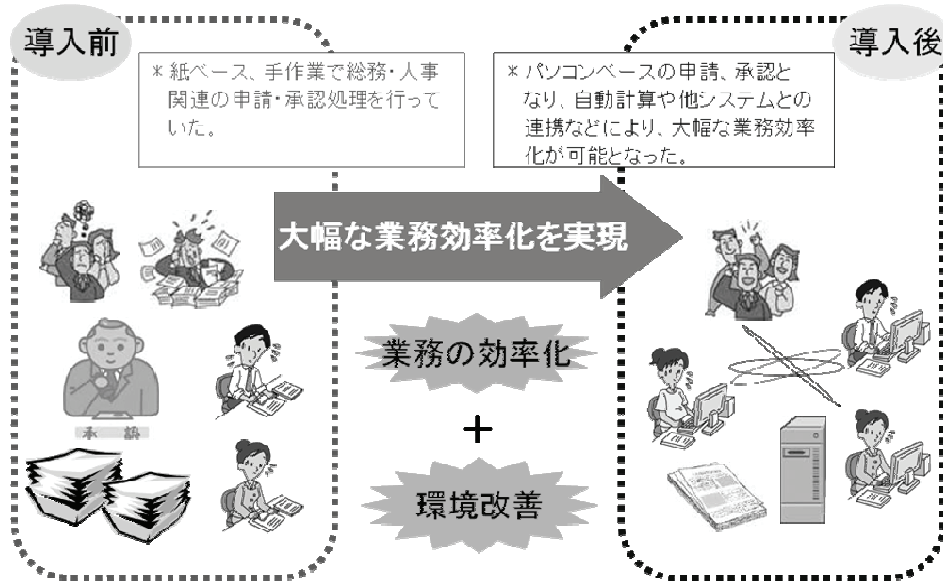 導入前
* 紙ベース、手作業で総務・人事
関連の申請・承認処理を行って
いた。
導入後
* パソコンベースの申請、承認と
なり、自動計算や他システムとの
連携などにより、大幅な業務効率
化が可能となった。
大幅な業務効率化を実現
業務の効率化
+
環境改善
承 認